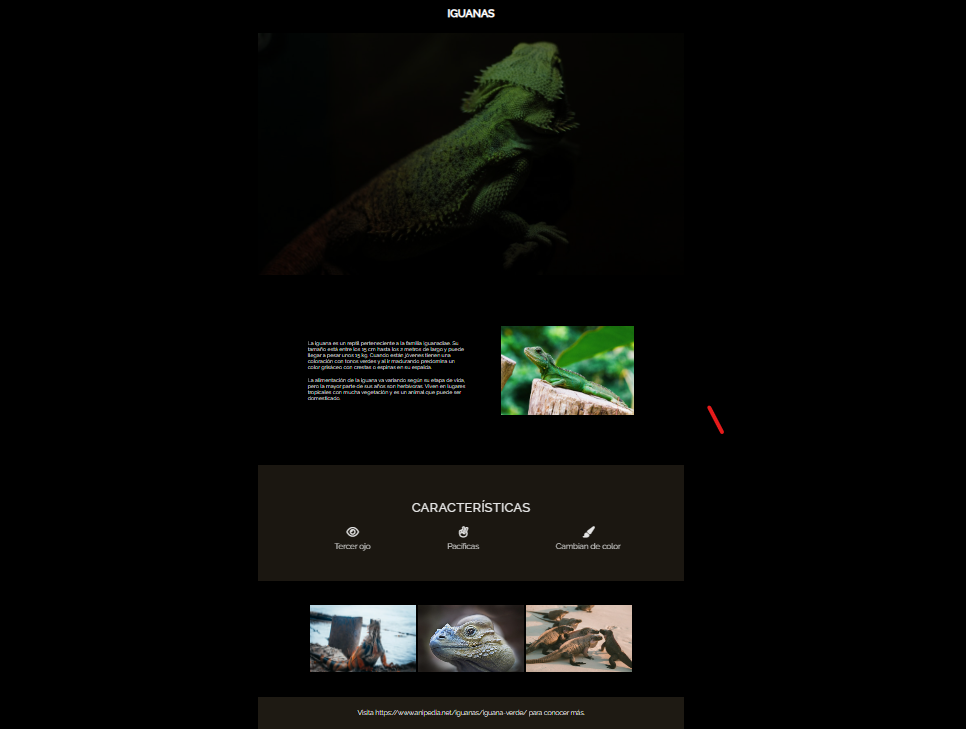 IGUANAS
La iguana es un reptil perteneciente a la familia iguanadiae. Su
tamaño está entre los 15 cm hasta los 2 metros de largo y puede
llegar a pesar unos 15 kg. Cuando están jóvenes tienen una
coloración con tonos verdes y al ir madurando predomina un
color grisáceo con crestas o espinas en su espalda.
La alimentación de la iguana va variando según su etapa de vida,
pero la mayor parte de sus años son herbívoras. Viven en lugares
tropicales con mucha vegetación y es un animal que puede ser
domesticado.
CARACTERÍSTICAS
Tercer ojo
Pacíficas
Cambian de color
Visita https://www.anipedia.net/iguanas/iguana-verde/ para conocer más.